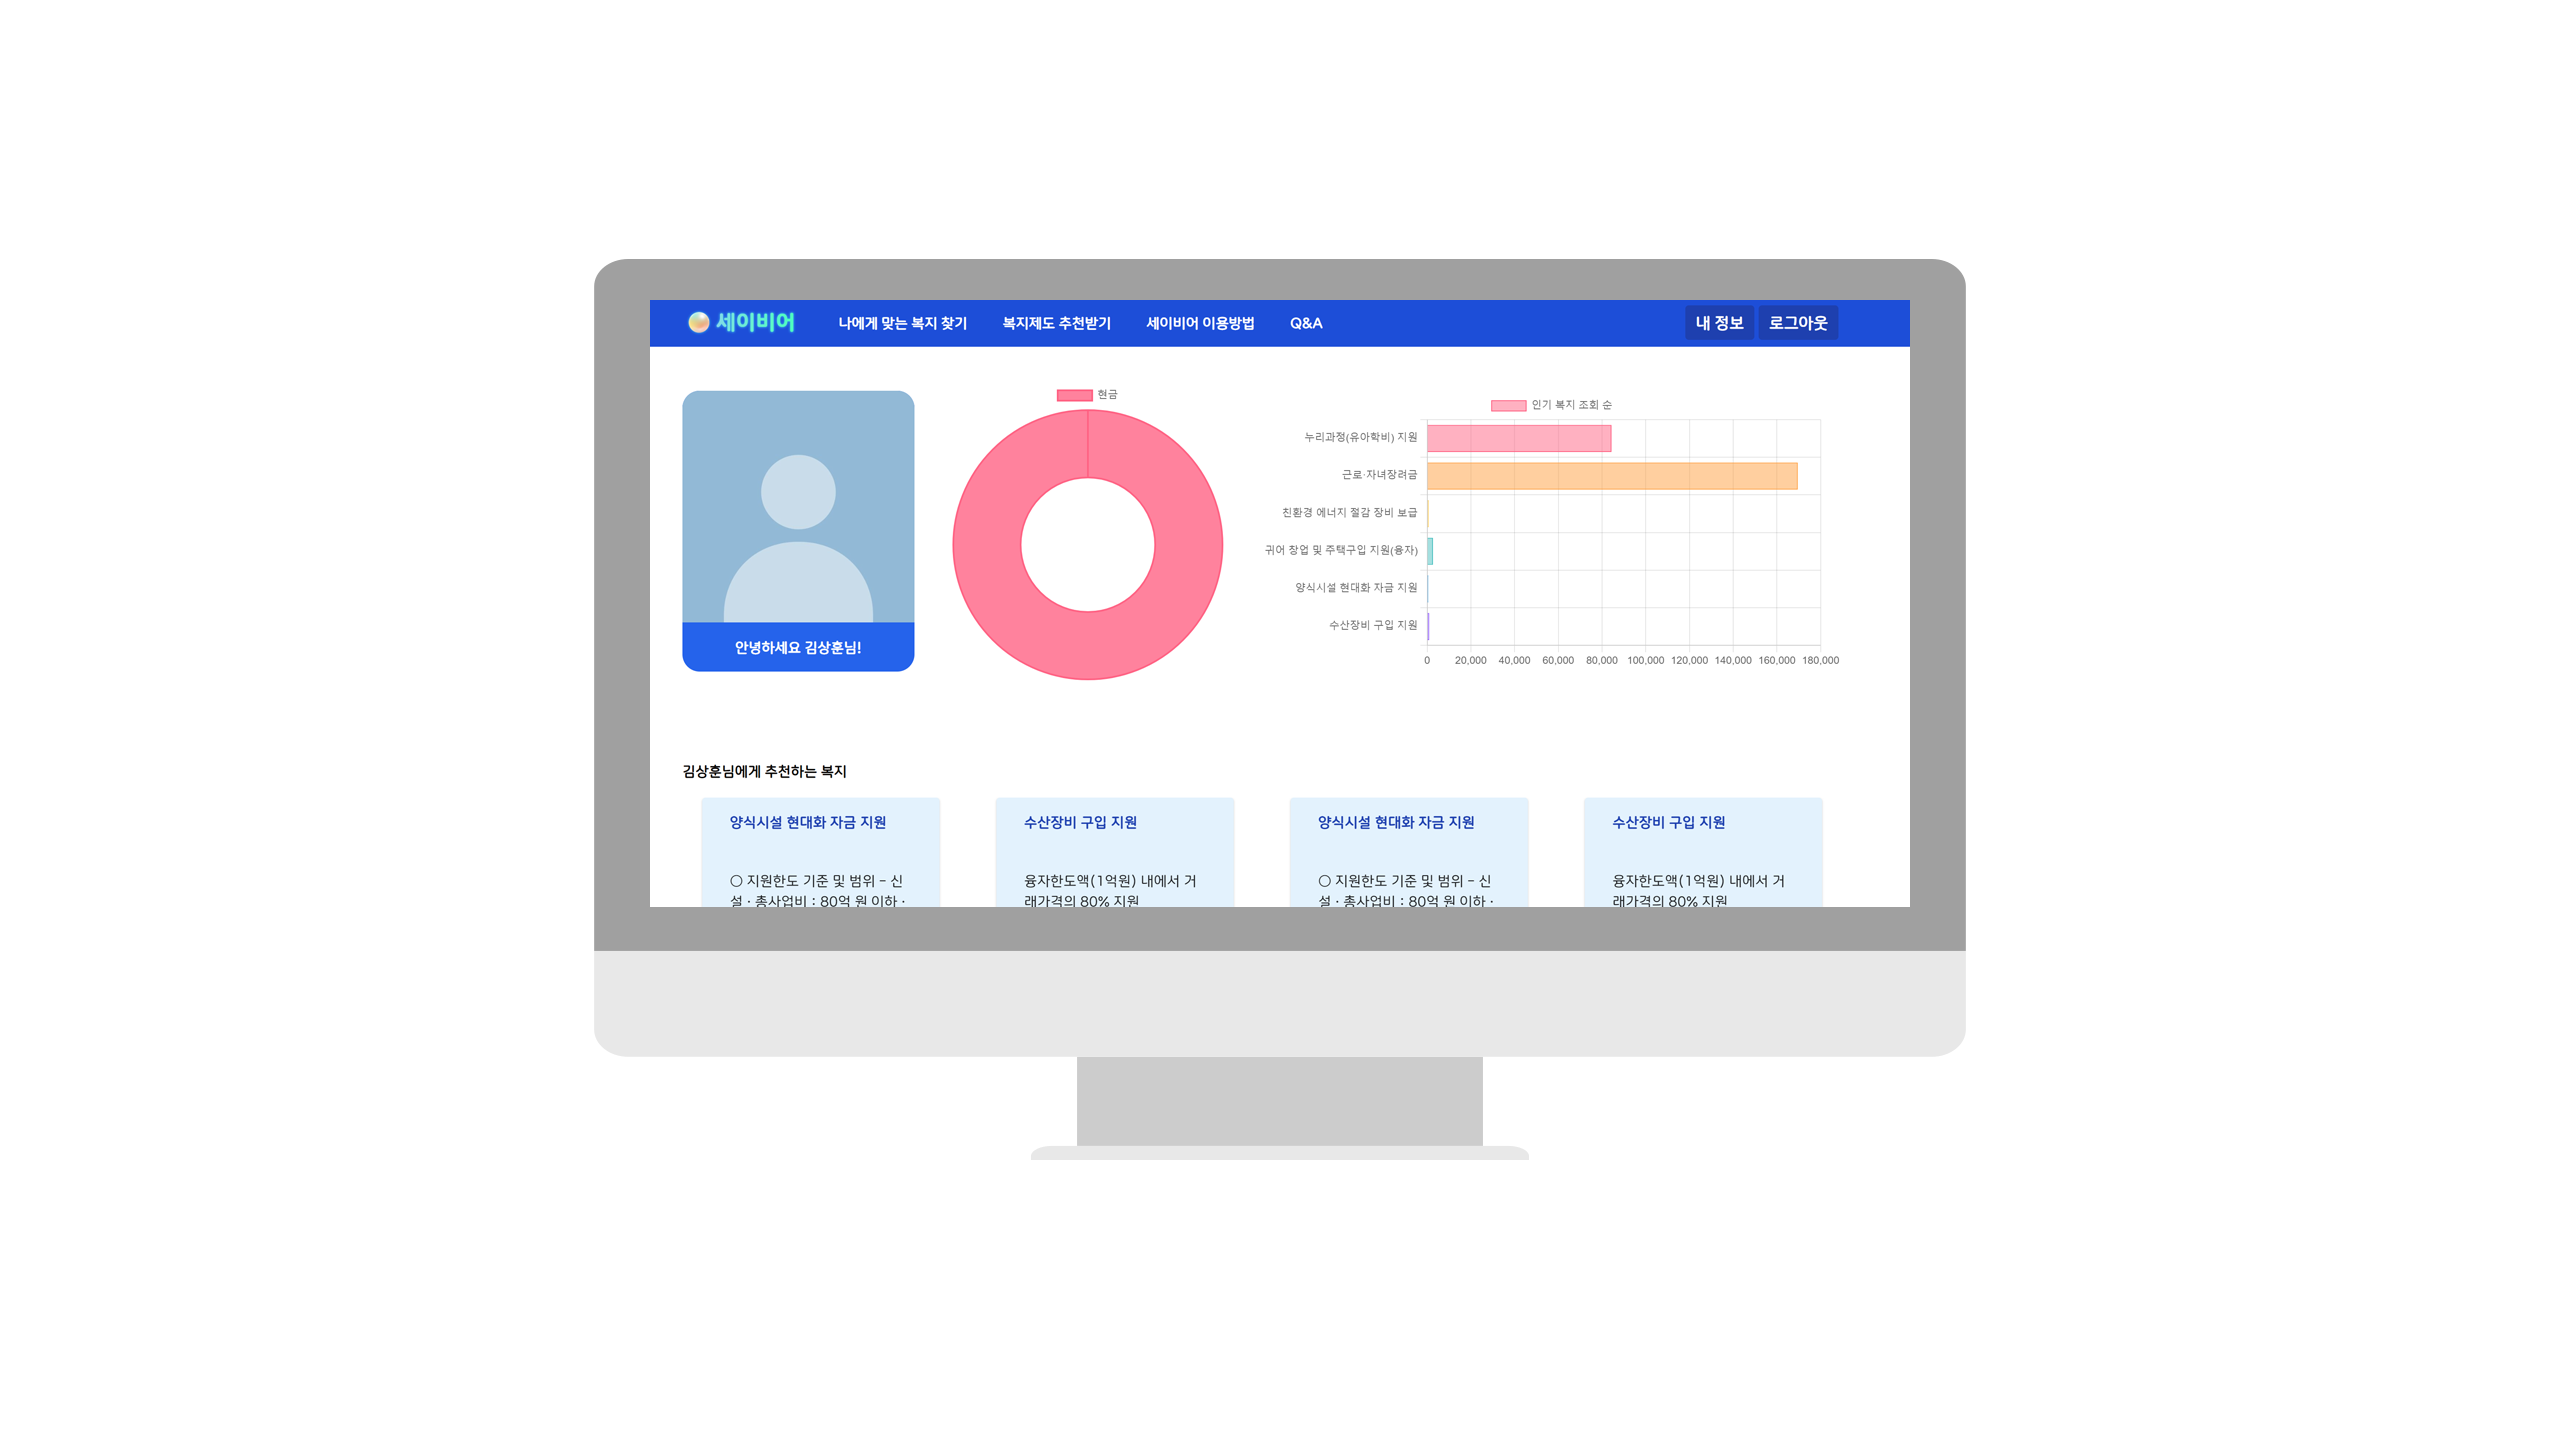 세이비어 나에게 맞는 복지 찾기 복지제도 추천받기 세이비어 이용방법 Q&A 내 정보 로그아웃
안녕하세요 김상훈님!
현금
인기 복지 조회 순
누리과정(유아학비) 지원
근로·자녀장려금
친환경 에너지 절감 장비 보급
귀어 창업 및 주택구입 지원(융자)
양식시설 현대화 자금 지원
수산장비 구입 지원
0 20,000 40,000 60,000 80,000 100,000 120,000 140,000 160,000 180,000
김상훈님에게 추천하는 복지
양식시설 현대화 자금 지원
○ 지원한도 기준 및 범위 - 신
설 · 총사업비 : 80억 원 이하 ·
수산장비 구입 지원
융자한도액(1억원) 내에서 거
래가격의 80% 지원
양식시설 현대화 자금 지원
○ 지원한도 기준 및 범위 - 신
설 · 총사업비 : 80억 원 이하 ·
수산장비 구입 지원
융자한도액(1억원) 내에서 거
래가격의 80% 지원